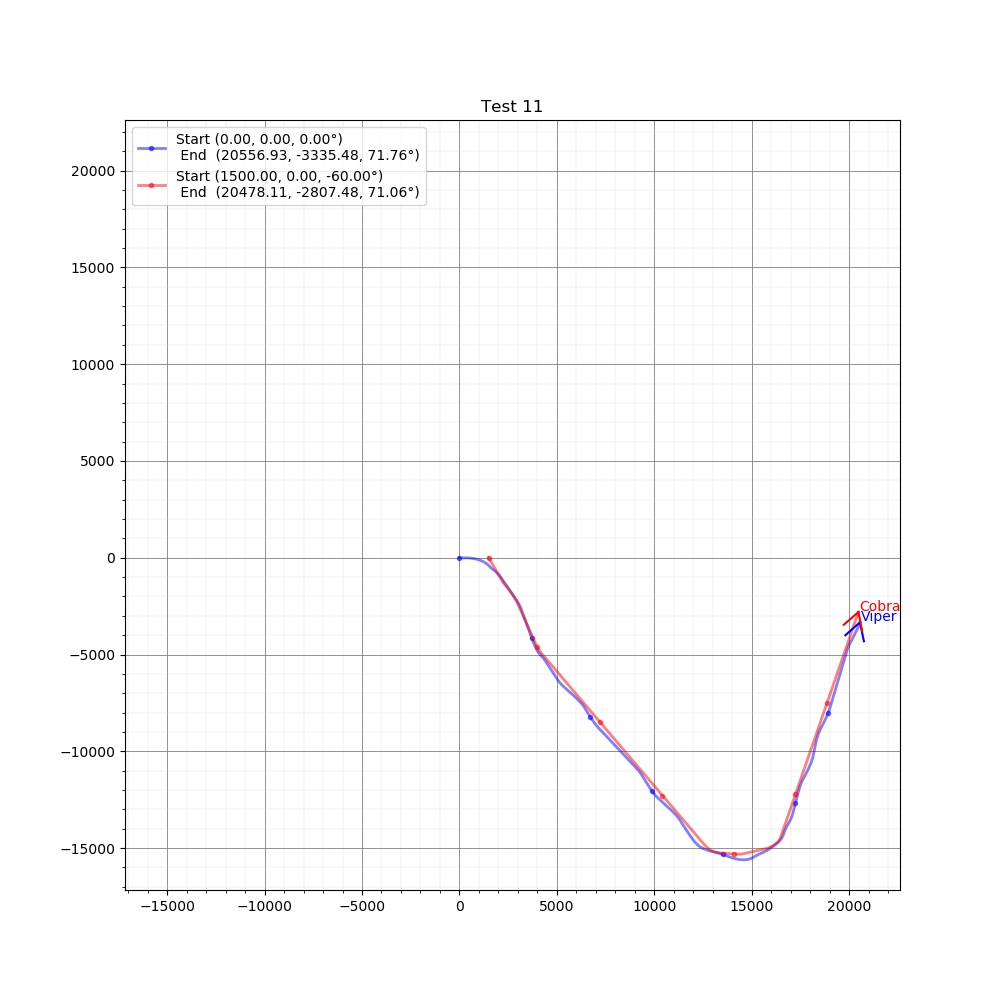 Test 11
Start (0.00, 0.00, 0.00°)
End  (20556.93, -3335.48, 71.76°)
Start (1500.00, 0.00, -60.00°)
End  (20478.11, -2807.48, 71.06°)
20000
15000
10000
5000
0
−5000
−10000
−15000
Cobra
Viper
−15000 −10000 −5000 0 5000 10000 15000 20000